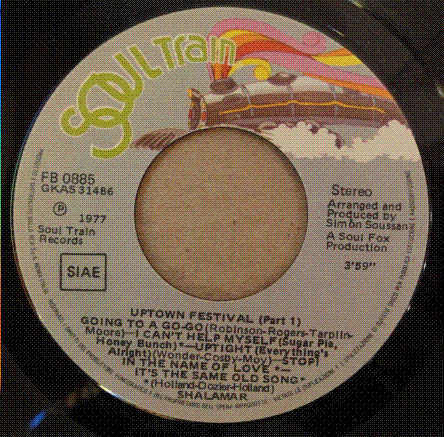 SOUL Train
FB 0885
GKAS 31486
Ⓟ 1977
Soul Train
Records
SIAE
Stereo
Arranged and
Produced by
Simon Soussan
A Soul Fox
Production
3'59"
UPTOWN FESTIVAL (Part 1)
GOING TO A GO-GO(Robinson-Rogers-Tarplin-
Moore)—I CAN'T HELP MYSELF(Sugar Pie,
Honey Bunch)*—UPTIGHT(Everything's
Alright)(Wonder-Cosby-Moy)—STOP!
IN THE NAME OF LOVE *—
IT'S THE SAME OLD SONG*
*(Holland-Dozier-Holland)
SHALAMAR